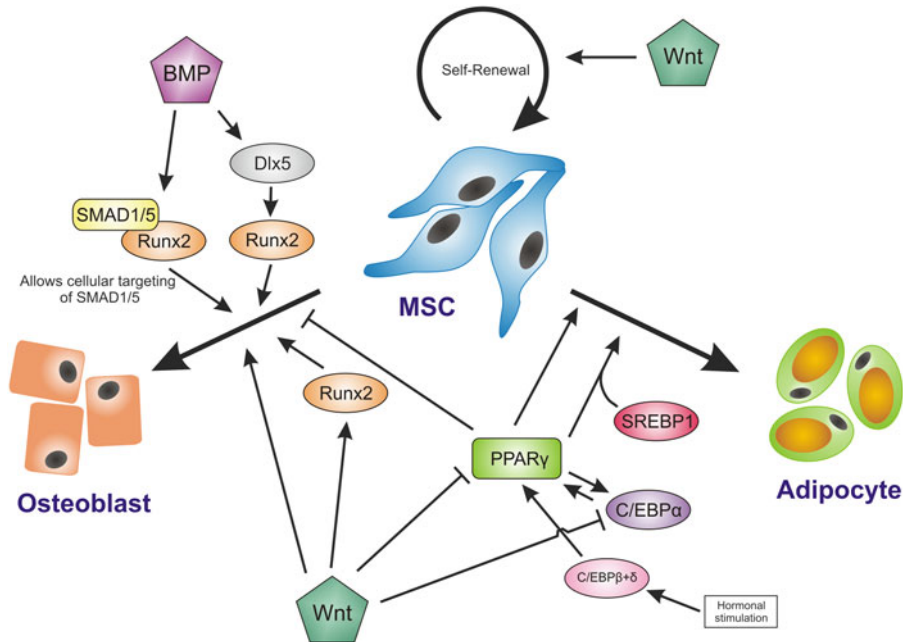 BMP
Self-Renewal
Wnt
Dlx5
SMAD1/5
Runx2
Runx2
Allows cellular targeting
of SMAD1/5
MSC
Runx2
SREBP1
PPARγ
Osteoblast
Adipocyte
C/EBPα
C/EBPβ+δ
Wnt
Hormonal
stimulation